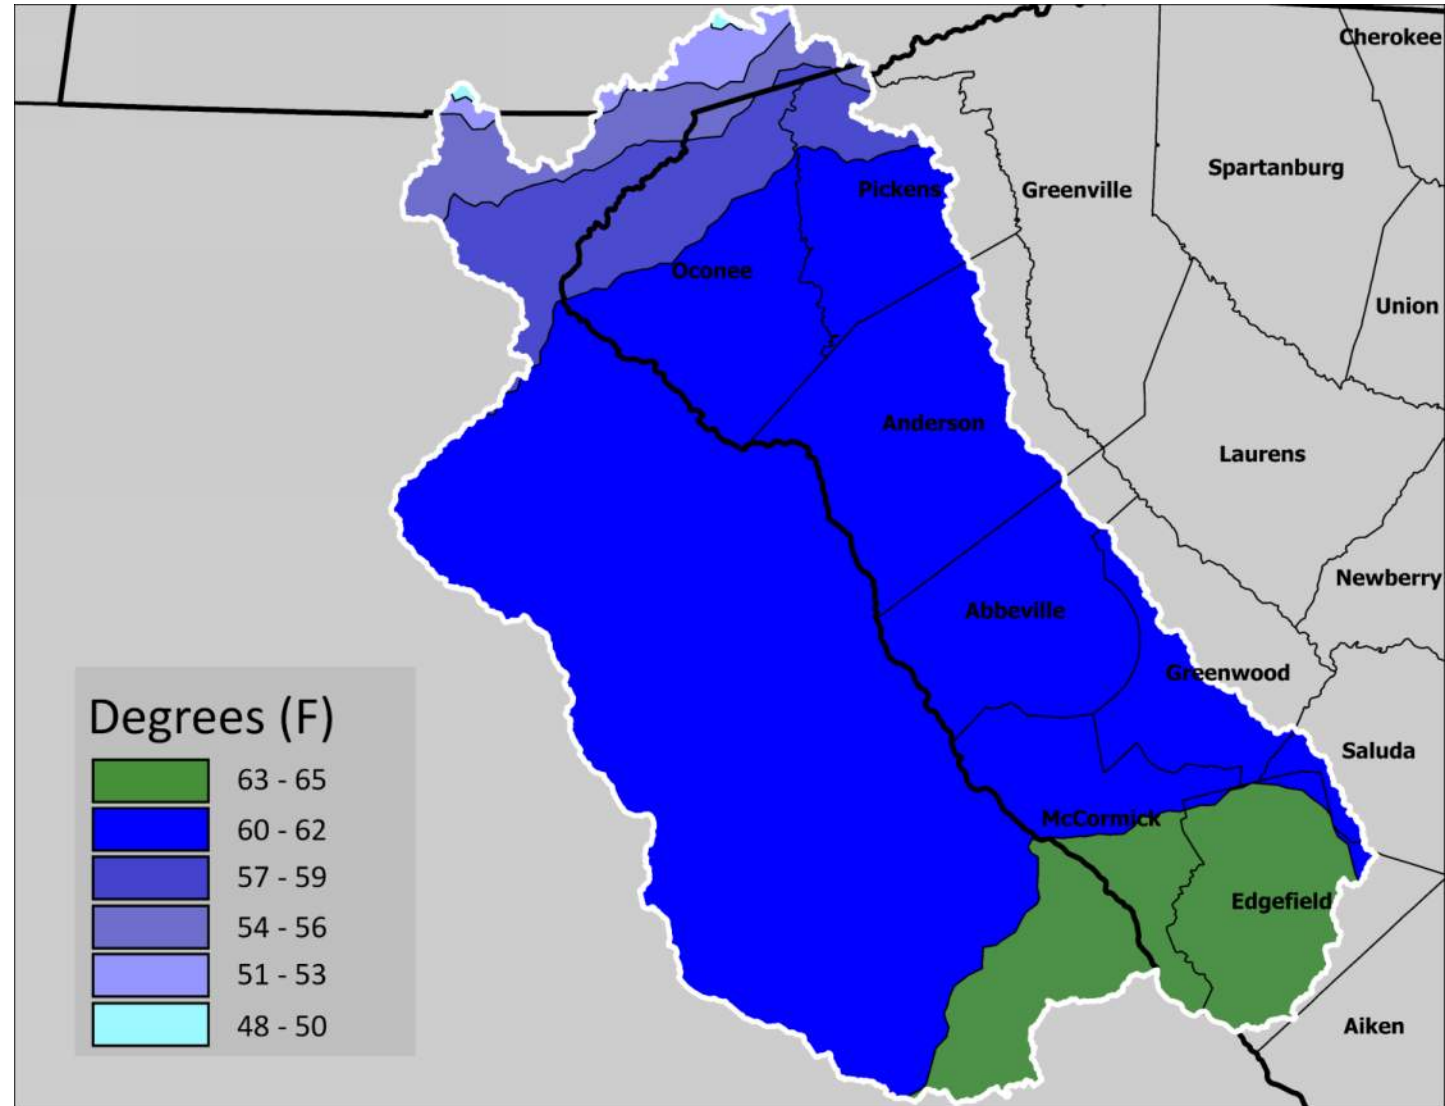 Cherokee
Spartanburg
Pickens
Greenville
Oconee
Union
Anderson
Laurens
Newberry
Abbeville
Greenwood
Saluda
McCormick
Edgefield
Aiken
Degrees (F)
63 - 65
60 - 62
57 - 59
54 - 56
51 - 53
48 - 50